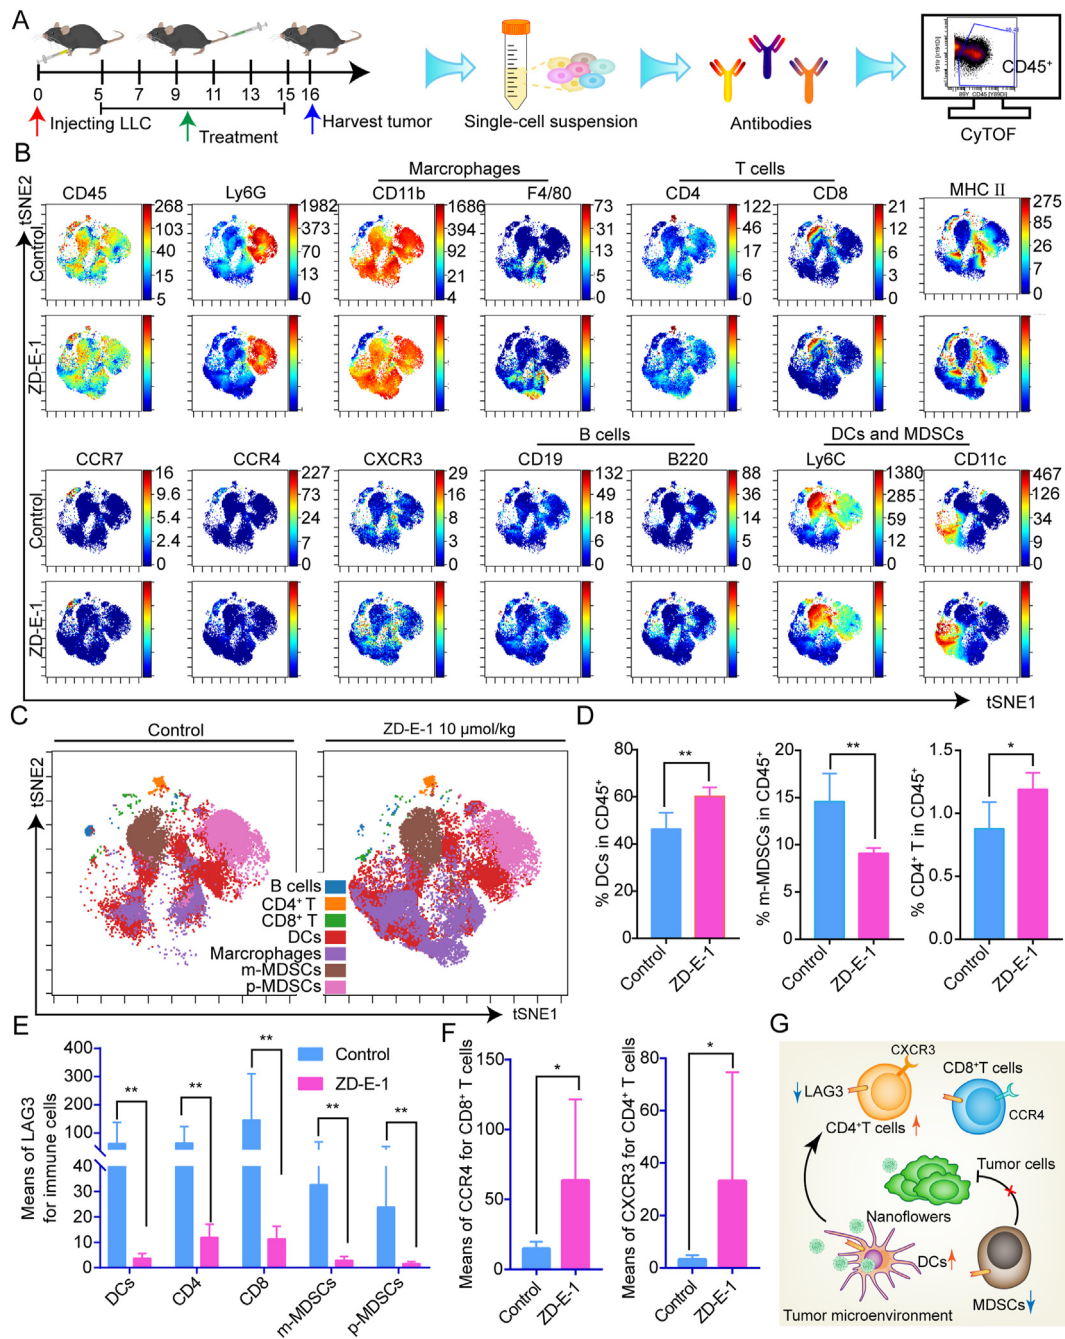 A
0 5 7 9 11 13 15 16
Injecting LLC
Treatment
Harvest tumor
Single-cell suspension
Antibodies
CD45⁺
89Y CD45 [Y89Di]
CyTOF
B
tSNE2
Marcrophages
T cells
CD45 Ly6G CD11b F4/80 CD4 CD8 MHC II
Control
268 103 40 15 5
1982 373 70 13 0
1686 394 92 21 4
73 31 13 4 0
122 46 17 6 0
21 12 6 3 0
275 85 26 7 0
ZD-E-1
B cells
DCs and MDSCs
CCR7 CCR4 CXCR3 CD19 B220 Ly6C CD11c
Control
16 9.6 5.4 2.4 0
227 73 24 7 0
29 16 8 3 0
132 49 18 6 0
88 36 14 5 0
1380 285 59 12 0
467 126 34 9 0
ZD-E-1
tSNE1
C
Control
ZD-E-1 10 μmol/kg
tSNE2
B cells
CD4⁺ T
CD8⁺ T
DCs
Marcrophages
m-MDSCs
p-MDSCs
tSNE1
D
% DCs in CD45⁺
80
60
40
20
0
**
Control
ZD-E-1
% m-MDSCs in CD45⁺
20
15
10
5
0
**
Control
ZD-E-1
% CD4⁺ T in CD45⁺
1.5
1.0
0.5
0.0
*
Control
ZD-E-1
E
Means of LAG3
for immune cells
400
300
200
100
40
30
20
10
0
** ** ** ** **
Control
ZD-E-1
DCs
CD4
CD8
m-MDSCs
p-MDSCs
F
Means of CCR4 for CD8⁺ T cells
150
100
50
0
*
Control
ZD-E-1
Means of CXCR3 for CD4⁺ T cells
80
60
40
20
0
*
Control
ZD-E-1
G
CXCR3
LAG3
CD8⁺T cells
CCR4
CD4⁺T cells
Tumor cells
Nanoflowers
DCs
MDSCs
Tumor microenvironment